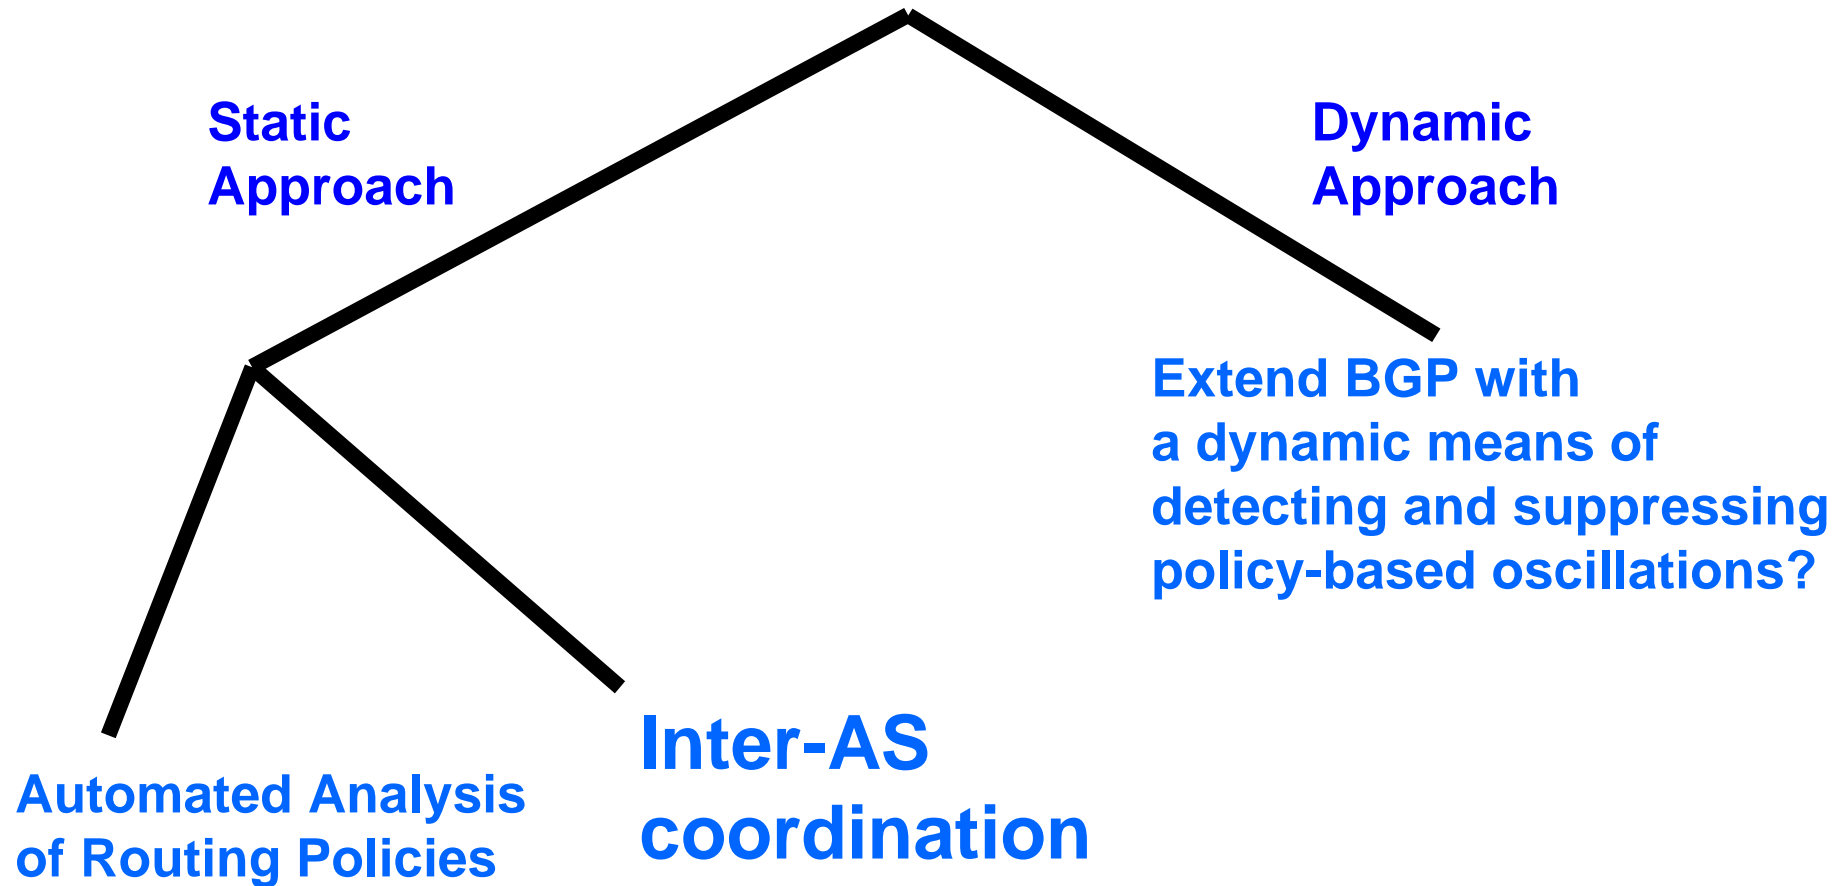 Static
Approach
Dynamic
Approach
Extend BGP with
a dynamic means of
detecting and suppressing
policy-based oscillations?
Inter-AS
coordination
Automated Analysis
of Routing Policies